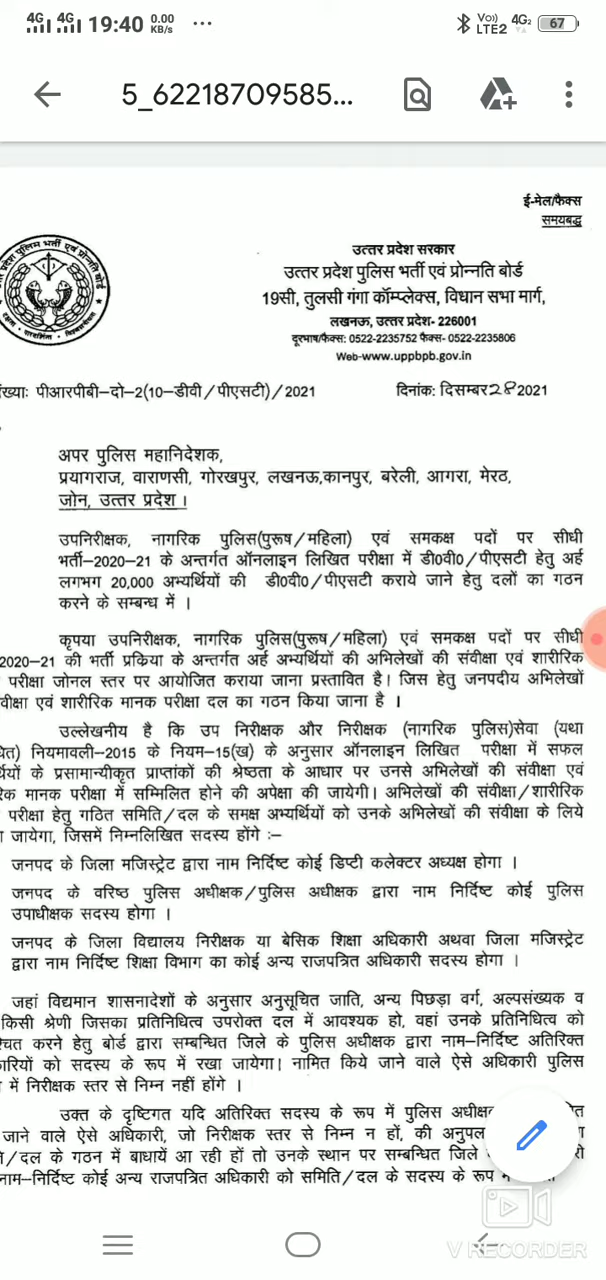 4G 4G 19:40 0.00 KB/s ... Vo) LTE2 4G2 67
5_62218709585...
ई-मेल/फैक्स
समयबद्ध
उत्तर प्रदेश सरकार
उत्तर प्रदेश पुलिस भर्ती एवं प्रोन्नति बोर्ड
19सी, तुलसी गंगा कॉम्प्लेक्स, विधान सभा मार्ग,
लखनऊ, उत्तर प्रदेश- 226001
दूरभाष/फैक्स: 0522-2235752 फैक्स- 0522-2235806
Web-www.uppbpb.gov.in
ंख्याः पीआरपीबी-दो-2(10-डीवी/पीएसटी)/2021 दिनांक: दिसम्बर 28 2021
अपर पुलिस महानिदेशक,
प्रयागराज, वाराणसी, गोरखपुर, लखनऊ,कानपुर, बरेली, आगरा, मेरठ,
जोन, उत्तर प्रदेश।
उपनिरीक्षक, नागरिक पुलिस(पुरूष/महिला) एवं समकक्ष पदों पर सीधी
भर्ती-2020-21 के अन्तर्गत ऑनलाइन लिखित परीक्षा में डी0वी0/पीएसटी हेतु अर्ह
लगभग 20,000 अभ्यर्थियों की डी0वी0/पीएसटी कराये जाने हेतु दलों का गठन
करने के सम्बन्ध में ।
कृपया उपनिरीक्षक, नागरिक पुलिस(पुरूष/महिला) एवं समकक्ष पदों पर सीधी
2020-21 की भर्ती प्रकिया के अन्तर्गत अर्ह अभ्यर्थियों की अभिलेखों की संवीक्षा एवं शारीरिक
परीक्षा जोनल स्तर पर आयोजित कराया जाना प्रस्तावित है। जिस हेतु जनपदीय अभिलेखों
वीक्षा एवं शारीरिक मानक परीक्षा दल का गठन किया जाना है ।
उल्लेखनीय है कि उप निरीक्षक और निरीक्षक (नागरिक पुलिस)सेवा (यथा
धित) नियमावली-2015 के नियम-15(ख) के अनुसार ऑनलाइन लिखित परीक्षा में सफल
र्थियों के प्रसामान्यीकृत प्राप्तांकों की श्रेष्ठता के आधार पर उनसे अभिलेखों की संवीक्षा एवं
रिक मानक परीक्षा में सम्मिलित होने की अपेक्षा की जायेगी। अभिलेखों की संवीक्षा/शारीरिक
परीक्षा हेतु गठित समिति/दल के समक्ष अभ्यर्थियों को उनके अभिलेखों की संवीक्षा के लिये
ा जायेगा, जिसमें निम्नलिखित सदस्य होंगे :-
जनपद के जिला मजिस्ट्रेट द्वारा नाम निर्दिष्ट कोई डिप्टी कलेक्टर अध्यक्ष होगा ।
जनपद के वरिष्ठ पुलिस अधीक्षक/पुलिस अधीक्षक द्वारा नाम निर्दिष्ट कोई पुलिस
उपाधीक्षक सदस्य होगा ।
जनपद के जिला विद्यालय निरीक्षक या बेसिक शिक्षा अधिकारी अथवा जिला मजिस्ट्रेट
द्वारा नाम निर्दिष्ट शिक्षा विभाग का कोई अन्य राजपत्रित अधिकारी सदस्य होगा ।
जहां विद्यमान शासनादेशों के अनुसार अनुसूचित जाति, अन्य पिछड़ा वर्ग, अल्पसंख्यक व
किसी श्रेणी जिसका प्रतिनिधित्व उपरोक्त दल में आवश्यक हो, वहां उनके प्रतिनिधित्व को
श्चित करने हेतु बोर्ड द्वारा सम्बन्धित जिले के पुलिस अधीक्षक द्वारा नाम-निर्दिष्ट अतिरिक्त
कारियों को सदस्य के रूप में रखा जायेगा। नामित किये जाने वाले ऐसे अधिकारी पुलिस
में निरीक्षक स्तर से निम्न नहीं होंगे ।
उक्त के दृष्टिगत यदि अतिरिक्त सदस्य के रूप में पुलिस अधीक्ष
जाने वाले ऐसे अधिकारी, जो निरीक्षक स्तर से निम्न न हों, की अनुपल
ि/दल के गठन में बाधायें आ रही हों तो उनके स्थान पर सम्बन्धित जिले
नाम-निर्दिष्ट कोई अन्य राजपत्रित अधिकारी को समिति/दल के सदस्य के रूप
V RECORDER